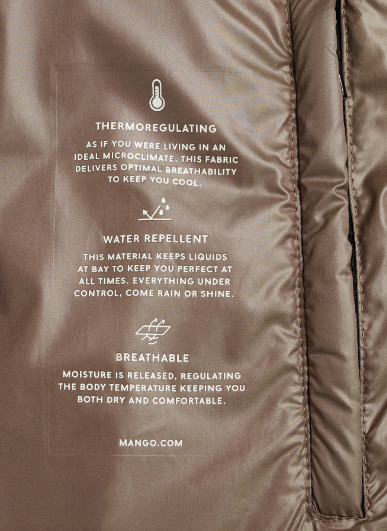 THERMOREGULATING
AS IF YOU WERE LIVING IN AN
IDEAL MICROCLIMATE, THIS FABRIC
DELIVERS OPTIMAL BREATHABILITY
TO KEEP YOU COOL.
WATER REPELLENT
THIS MATERIAL KEEPS LIQUIDS
AT BAY TO KEEP YOU PERFECT AT
ALL TIMES. EVERYTHING UNDER
CONTROL, COME RAIN OR SHINE.
BREATHABLE
MOISTURE IS RELEASED, REGULATING
THE BODY TEMPERATURE KEEPING YOU
BOTH DRY AND COMFORTABLE.
MANGO.COM